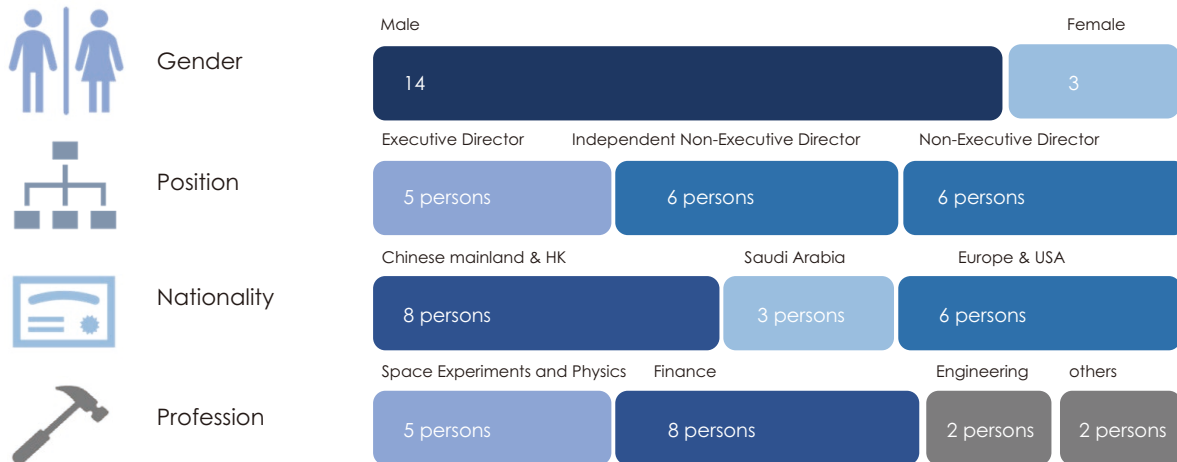 Male Female
Gender
14 3
Executive Director Independent Non-Executive Director Non-Executive Director
Position
5 persons 6 persons 6 persons
Chinese mainland & HK Saudi Arabia Europe & USA
Nationality
8 persons 3 persons 6 persons
Space Experiments and Physics Finance Engineering others
Profession
5 persons 8 persons 2 persons 2 persons